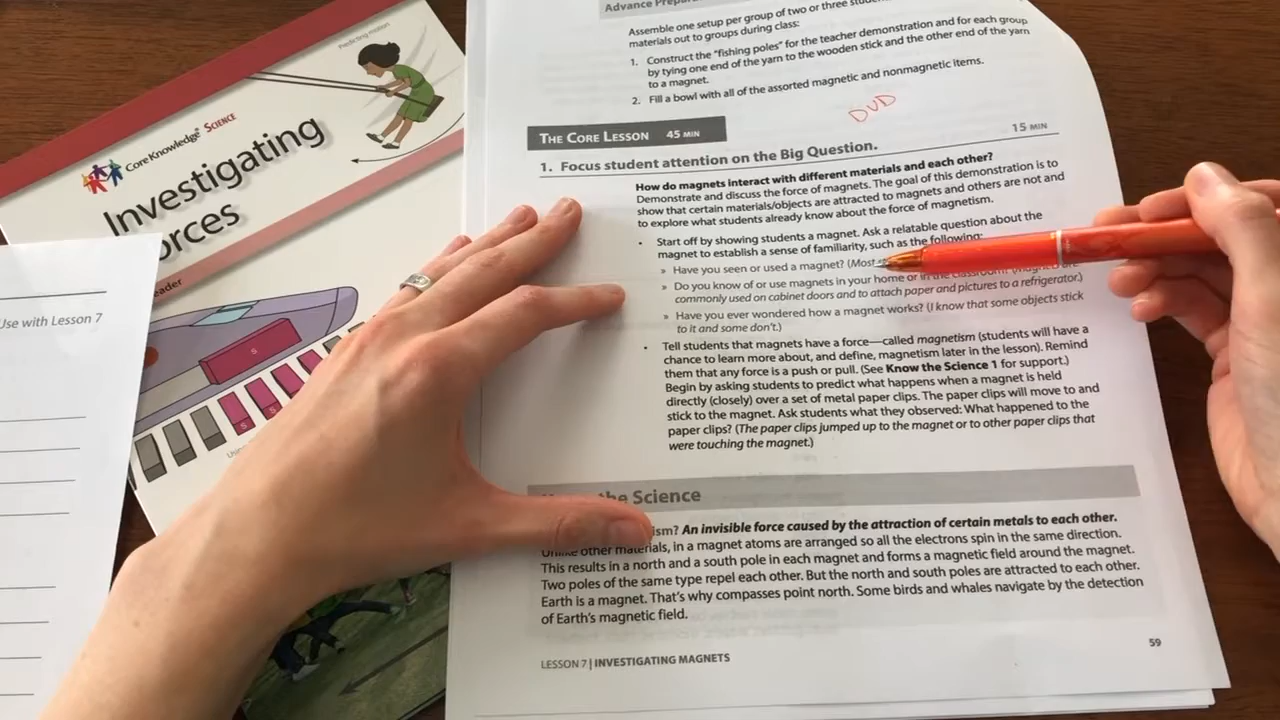 Advance Prepar
Assemble one setup per group of two or three
materials out to groups during class:
1. Construct the "fishing poles" for the teacher demonstration and for each group
by tying one end of the yarn to the wooden stick and the other end of the yarn
to a magnet.
2. Fill a bowl with all of the assorted magnetic and nonmagnetic items.
DVD
THE CORE LESSON 45 MIN
1. Focus student attention on the Big Question. 15 MIN
How do magnets interact with different materials and each other?
Demonstrate and discuss the force of magnets. The goal of this demonstration is to
show that certain materials/objects are attracted to magnets and others are not and
to explore what students already know about the force of magnetism.
• Start off by showing students a magnet. Ask a relatable question about the
magnet to establish a sense of familiarity, such as the following:
» Have you seen or used a magnet? (Most
» Do you know of or use magnets in your home or in the classroom?
commonly used on cabinet doors and to attach paper and pictures to a refrigerator.)
» Have you ever wondered how a magnet works? (I know that some objects stick
to it and some don't.)
• Tell students that magnets have a force—called magnetism (students will have a
chance to learn more about, and define, magnetism later in the lesson). Remind
them that any force is a push or pull. (See Know the Science 1 for support.)
Begin by asking students to predict what happens when a magnet is held
directly (closely) over a set of metal paper clips. The paper clips will move to and
stick to the magnet. Ask students what they observed: What happened to the
paper clips? (The paper clips jumped up to the magnet or to other paper clips that
were touching the magnet.)
the Science
ism? An invisible force caused by the attraction of certain metals to each other.
Unlike other materials, in a magnet atoms are arranged so all the electrons spin in the same direction.
This results in a north and a south pole in each magnet and forms a magnetic field around the magnet.
Two poles of the same type repel each other. But the north and south poles are attracted to each other.
Earth is a magnet. That's why compasses point north. Some birds and whales navigate by the detection
of Earth's magnetic field.
LESSON 7 | INVESTIGATING MAGNETS
59
Predicting motion
Core Knowledge® SCIENCE
Investigating
orces
eader
S
S
S
S
Use with Lesson 7